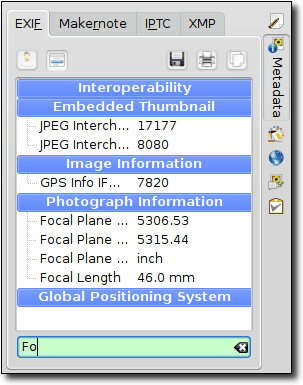 EXIF Makernote IPTC XMP
Interoperability
Embedded Thumbnail
JPEG Interch... 17177
JPEG Interch... 8080
Image Information
GPS Info IF... 7820
Photograph Information
Focal Plane ... 5306.53
Focal Plane ... 5315.44
Focal Plane ... inch
Focal Length 46.0 mm
Global Positioning System
Fo
Metadata